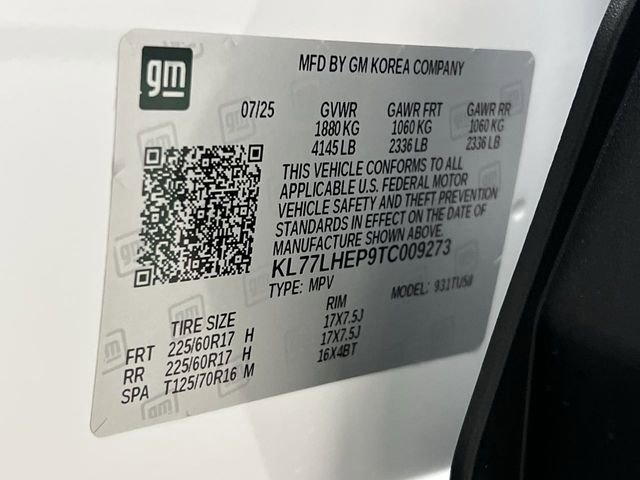 gm
MFD BY GM KOREA COMPANY
07/25 GVWR GAWR FRT GAWR RR
1880 KG 1060 KG 1060 KG
4145 LB 2336 LB 2336 LB
THIS VEHICLE CONFORMS TO ALL
APPLICABLE U.S. FEDERAL MOTOR
VEHICLE SAFETY AND THEFT PREVENTION
STANDARDS IN EFFECT ON THE DATE OF
MANUFACTURE SHOWN ABOVE.
KL77LHEP9TC009273
TYPE: MPV MODEL: 931TU58
TIRE SIZE RIM
FRT 225/60R17 H 17X7.5J
RR 225/60R17 H 17X7.5J
SPA T125/70R16 M 16X4BT